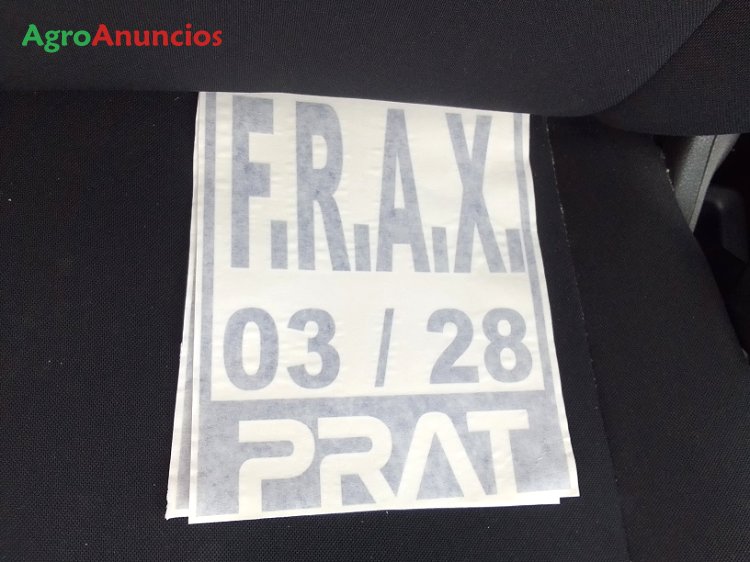 AgroAnuncios
F.R.A.X.
03 / 28
PRAT